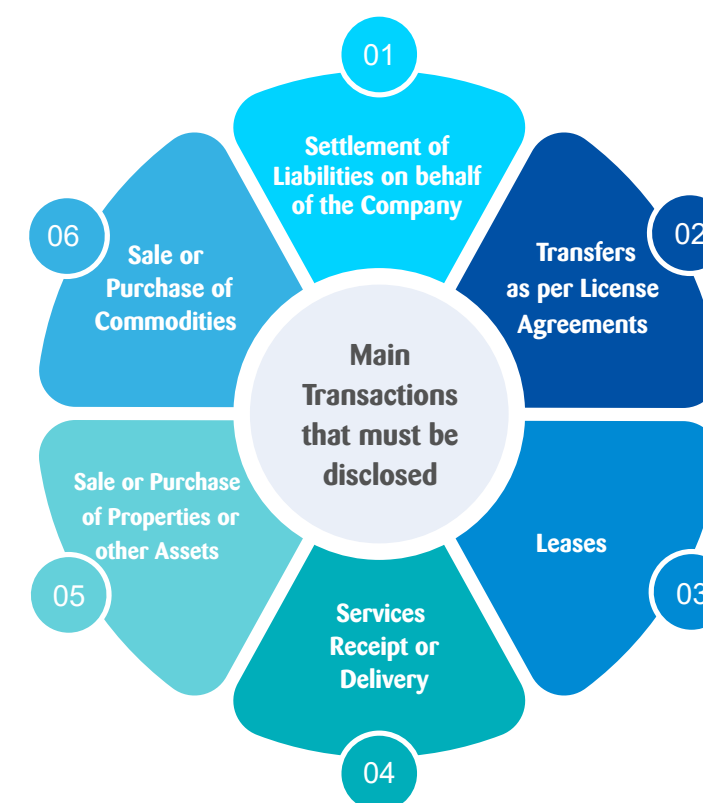 01
Settlement of
Liabilities on behalf
of the Company
02
Transfers
as per License
Agreements
03
Leases
04
Services
Receipt or
Delivery
05
Sale or Purchase
of Properties or
other Assets
06
Sale or
Purchase of
Commodities
Main
Transactions
that must be
disclosed